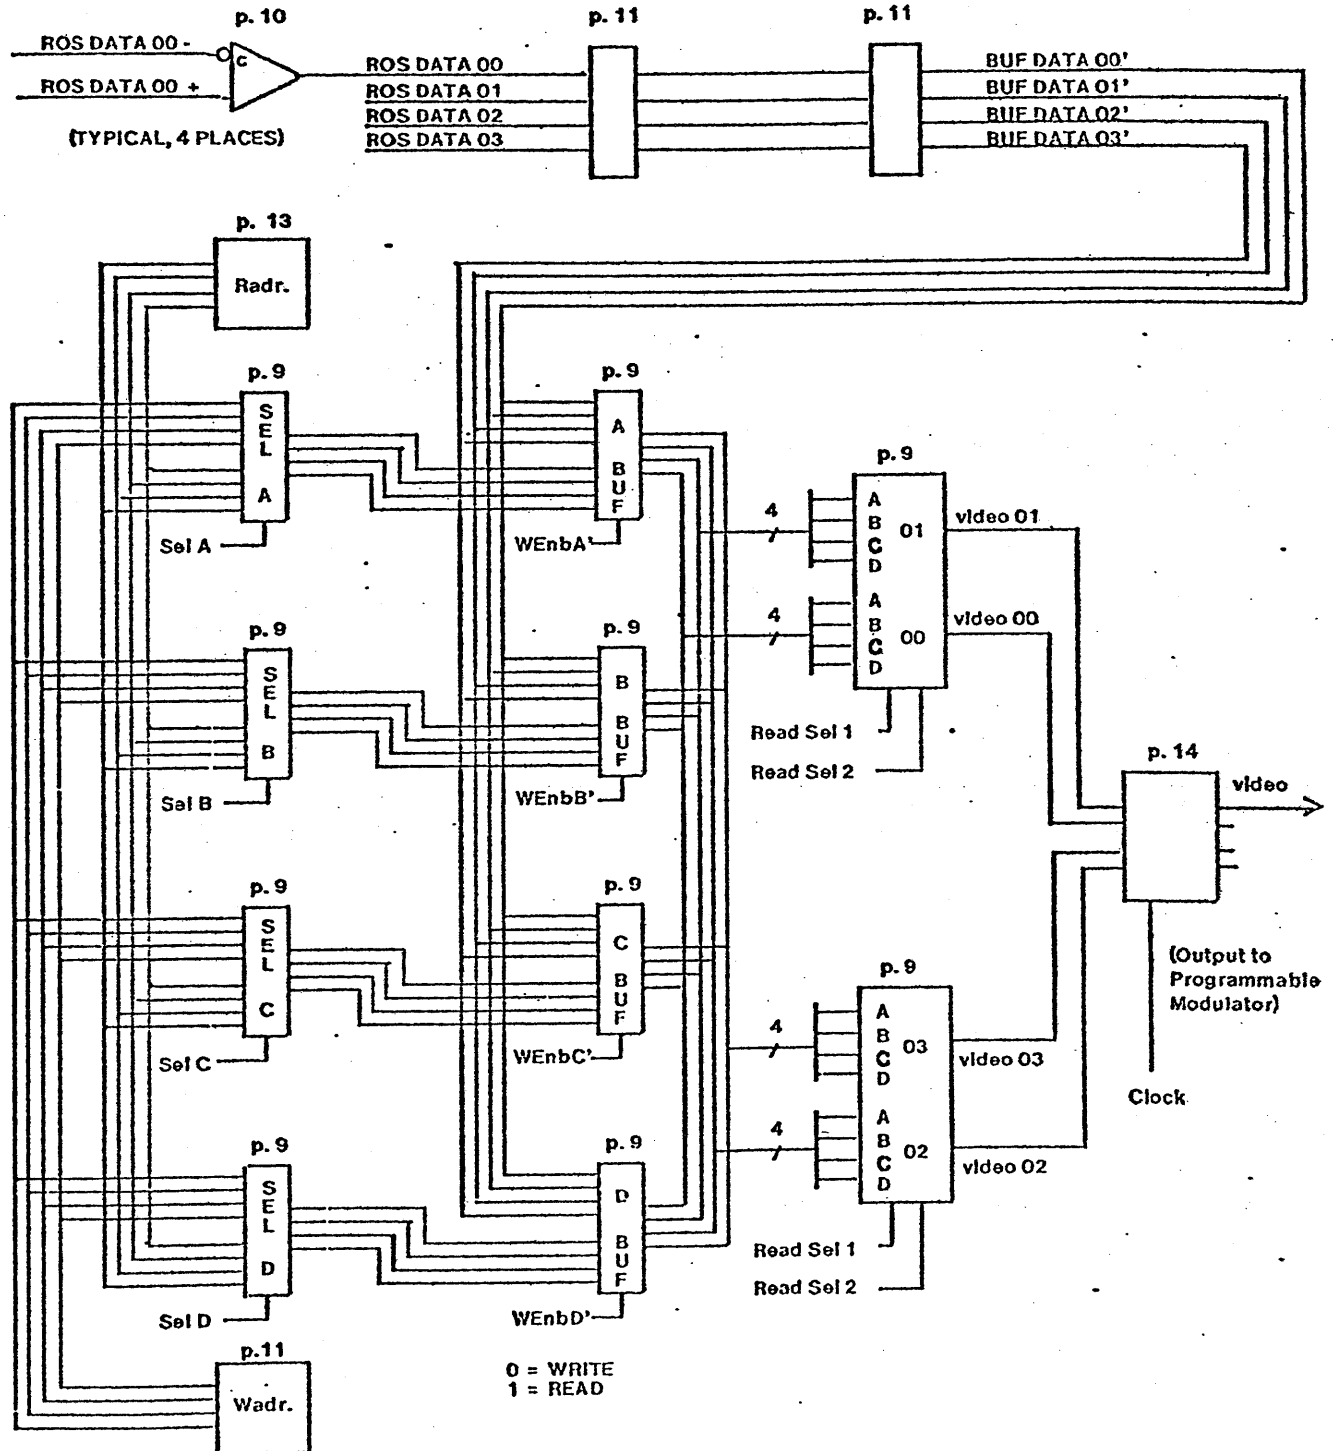 p. 10
p. 11
p. 11
ROS DATA 00 -
C
ROS DATA 00 +
(TYPICAL, 4 PLACES)
ROS DATA 00
ROS DATA 01
ROS DATA 02
ROS DATA 03
BUF DATA 00'
BUF DATA 01'
BUF DATA 02'
BUF DATA 03'
p. 13
Radr.
p. 9
SEL A
Sel A
p. 9
A BUF
WEnbA'
p. 9
A
B
C
D
01
A
B
C
D
00
4
4
video 01
video 00
Read Sel 1
Read Sel 2
p. 9
SEL B
Sel B
p. 9
B BUF
WEnbB'
p. 14
video
(Output to
Programmable
Modulator)
Clock
p. 9
SEL C
Sel C
p. 9
C BUF
WEnbC'
p. 9
A
B
C
D
03
A
B
C
D
02
4
4
video 03
video 02
Read Sel 1
Read Sel 2
p. 9
SEL D
Sel D
p. 9
D BUF
WEnbD'
p.11
Wadr.
0 = WRITE
1 = READ